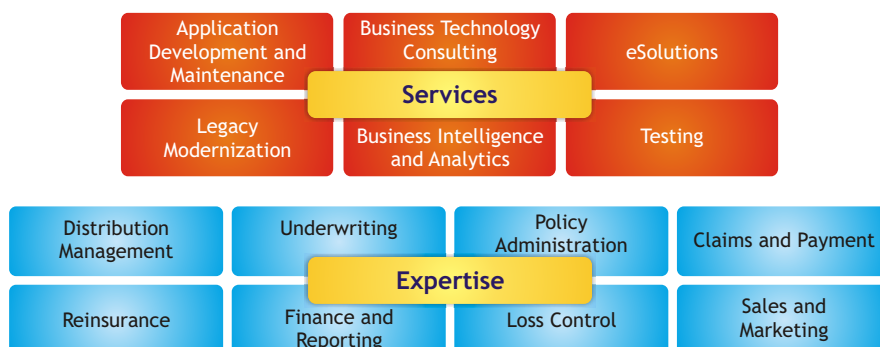 Application
Development and
Maintenance
Business Technology
Consulting
eSolutions
Services
Legacy
Modernization
Business Intelligence
and Analytics
Testing
Distribution
Management
Underwriting
Policy
Administration
Claims and Payment
Expertise
Reinsurance
Finance and
Reporting
Loss Control
Sales and
Marketing